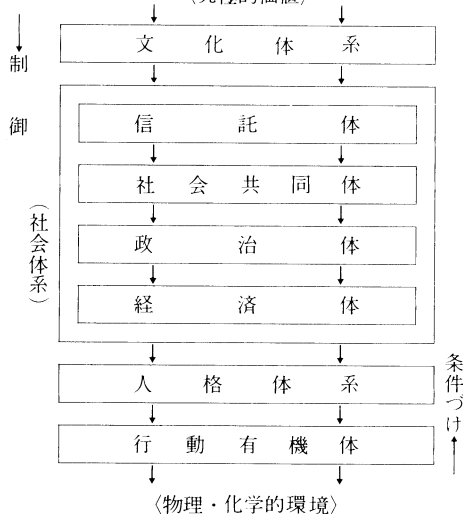 文化体系
制御
信託体
社会共同体
(社会体系)
政治体
経済体
人格体系
条件づけ
行動有機体
〈物理・化学的環境〉